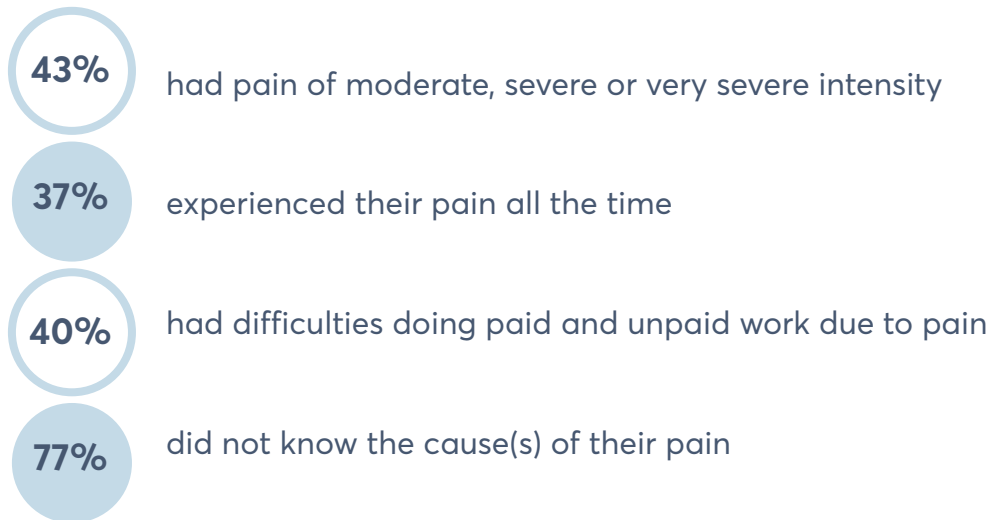 43%
had pain of moderate, severe or very severe intensity
37%
experienced their pain all the time
40%
had difficulties doing paid and unpaid work due to pain
77%
did not know the cause(s) of their pain